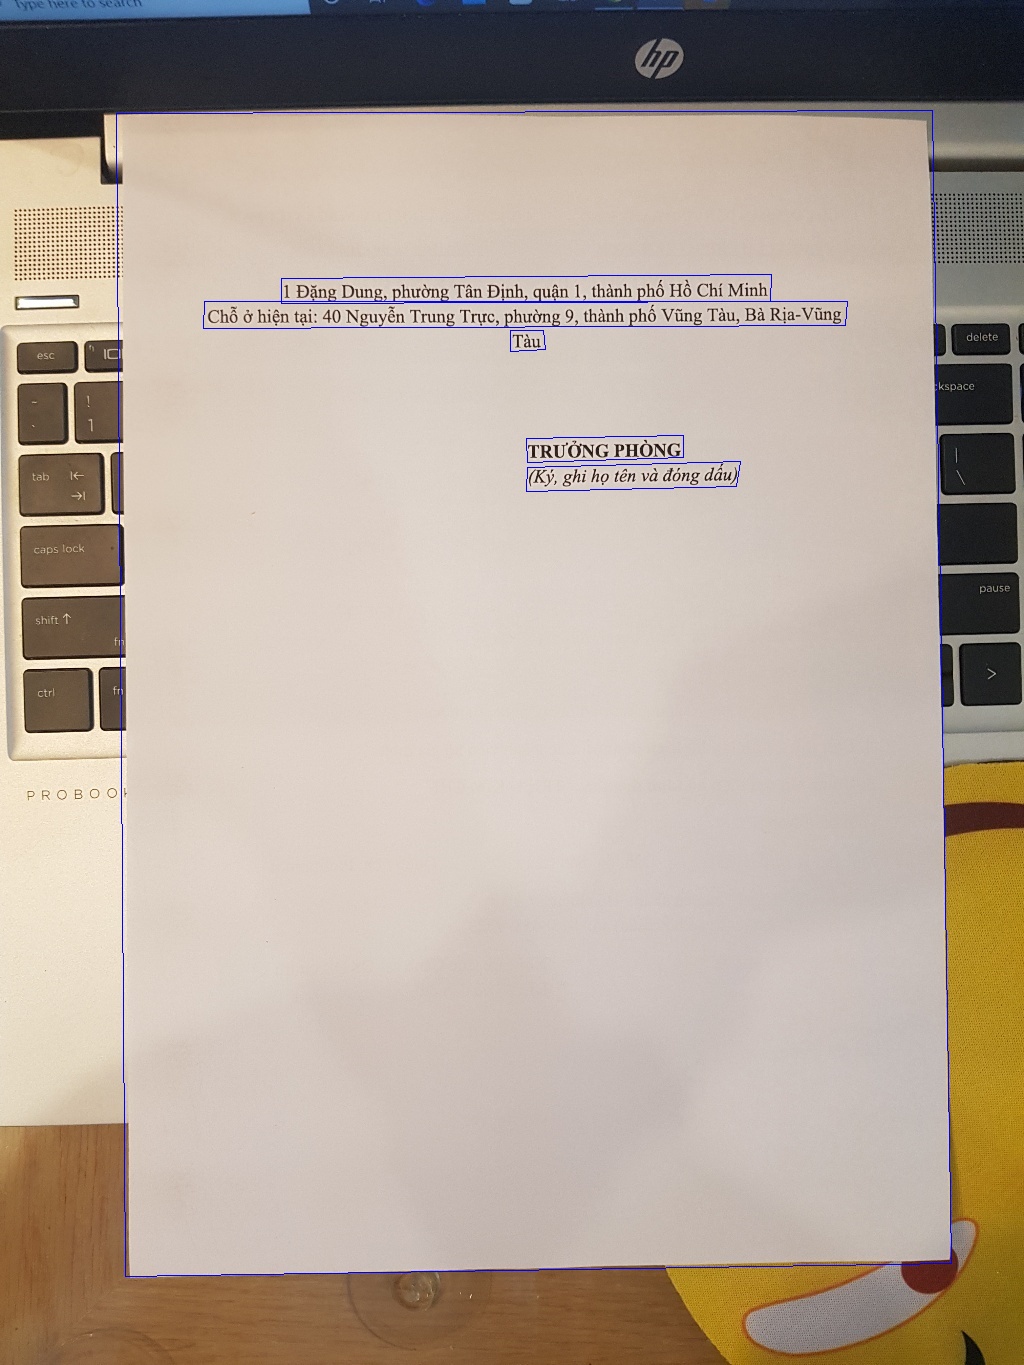 Type here to search
hp
1 Đặng Dung, phường Tân Định, quận 1, thành phố Hồ Chí Minh
Chỗ ở hiện tại: 40 Nguyễn Trung Trực, phường 9, thành phố Vũng Tàu, Bà Rịa-Vũng
Tàu
TRƯỞNG PHÒNG
(Ký, ghi họ tên và đóng dấu)
esc
delete
- ! 1
tab
\
caps lock
shift
fn
pause
ctrl
fn
>
PROBOO